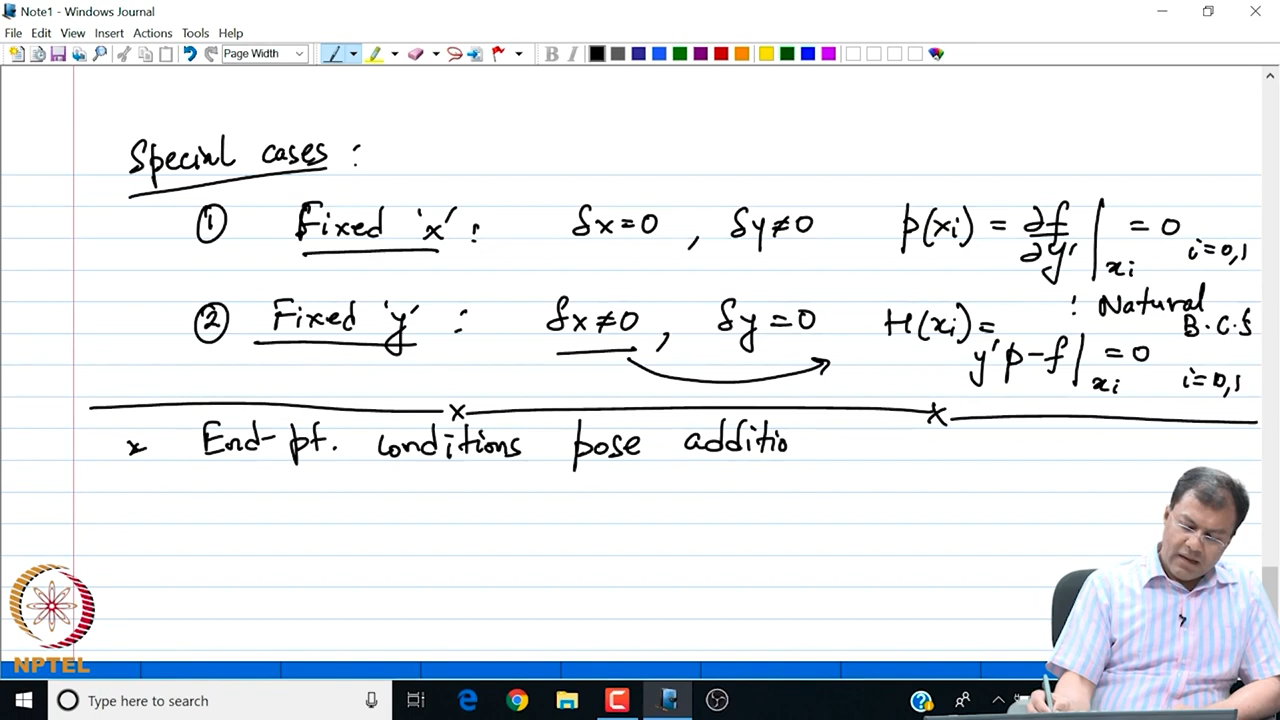 Note1 - Windows Journal
File Edit View Insert Actions Tools Help
Page Width B I
Special cases :
① Fixed 'x' : δx=0 , δy≠0 p(xi) = ∂f/∂y' | xi = 0 i=0,1
: Natural B.C.S
② Fixed 'y' : δx≠0 , δy=0 H(xi)= y'p-f | xi =0 i=0,1
x x
* End-pt. conditions pose additio
NPTEL
Type here to search